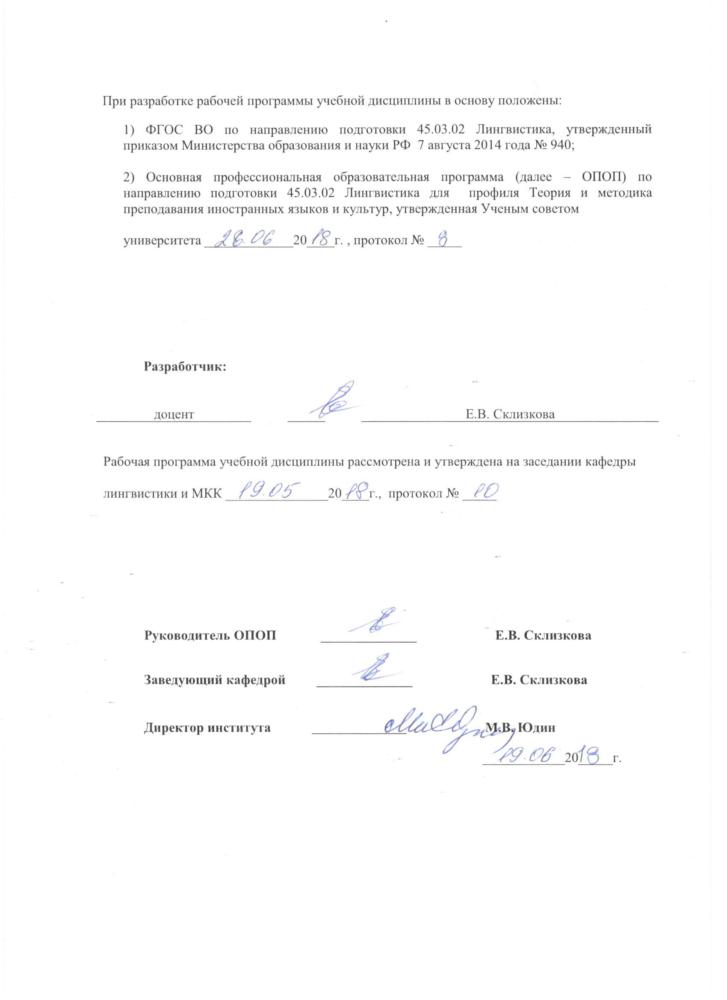 При разработке рабочей программы учебной дисциплины в основу положены:
1) ФГОС ВО по направлению подготовки 45.03.02 Лингвистика, утвержденный
приказом Министерства образования и науки РФ 7 августа 2014 года № 940;
2) Основная профессиональная образовательная программа (далее – ОПОП) по
направлению подготовки 45.03.02 Лингвистика для профиля Теория и методика
преподавания иностранных языков и культур, утвержденная Ученым советом
университета 28.06 2018 г. , протокол №
Разработчик:
доцент Е.В. Склизкова
Рабочая программа учебной дисциплины рассмотрена и утверждена на заседании кафедры
лингвистики и МКК 19.05 2018 г., протокол № 10
Руководитель ОПОП Е.В. Склизкова
Заведующий кафедрой Е.В. Склизкова
Директор института М.В. Юдин
19.06 2018 г.